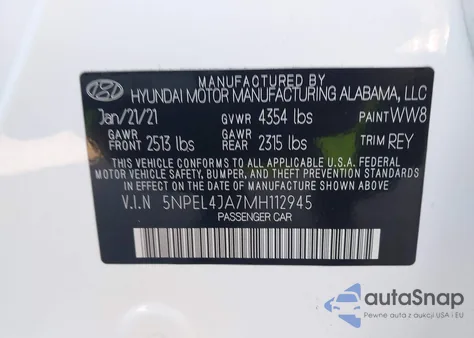 MANUFACTURED BY
HYUNDAI MOTOR MANUFACTURING ALABAMA, LLC
Jan/21/21 GVWR 4354 lbs PAINT WW8
GAWR FRONT 2513 lbs GAWR REAR 2315 lbs TRIM REY
THIS VEHICLE CONFORMS TO ALL APPLICABLE U.S.A. FEDERAL
MOTOR VEHICLE SAFETY, BUMPER, AND THEFT PREVENTION STANDARDS
IN EFFECT ON THE DATE OF MANUFACTURE SHOWN ABOVE.
V.I.N 5NPEL4JA7MH112945
PASSENGER CAR
autoSnap
Pewne auta z aukcji USA i EU